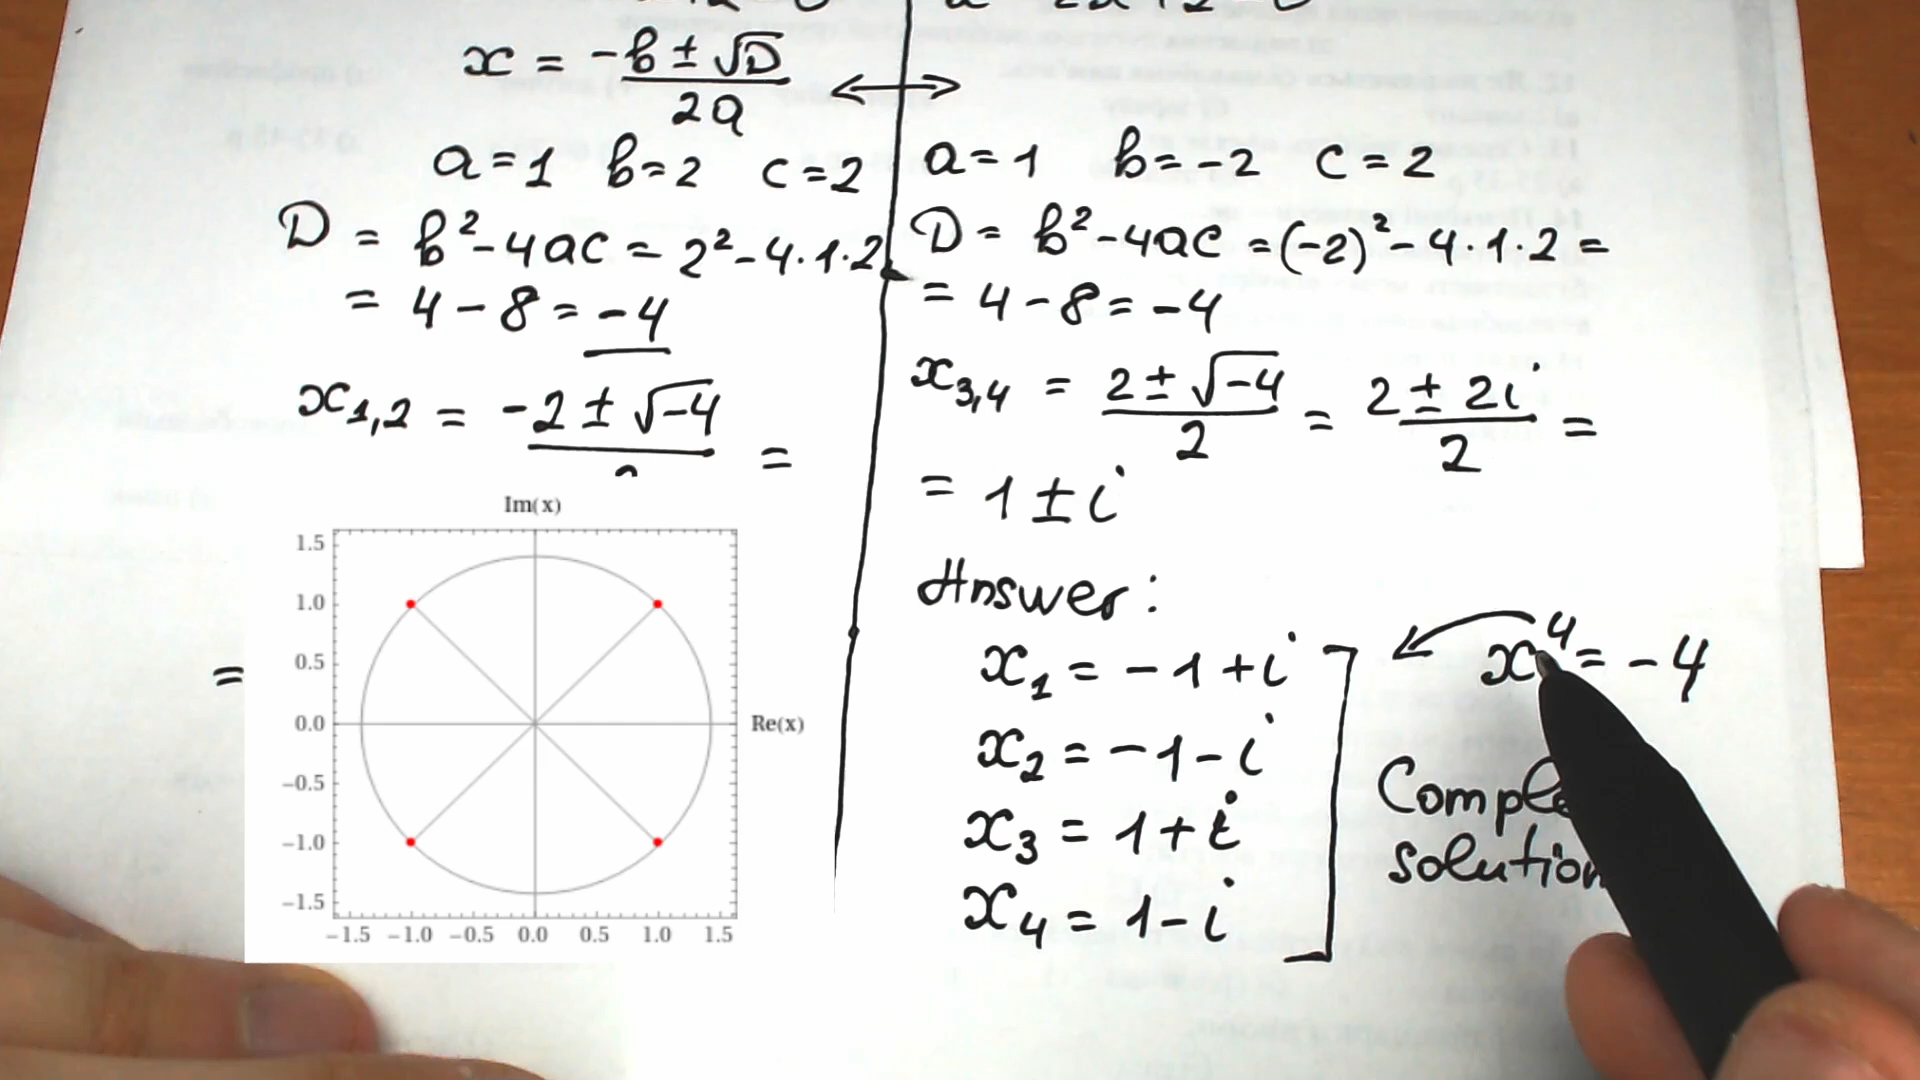 x = -b ± √D / 2a
a = 1 b = 2 c = 2
D = b² - 4ac = 2² - 4·1·2
= 4 - 8 = -4
x₁,₂ = -2 ± √-4 / =
Im(x)
1.5
1.0
0.5
0.0
-0.5
-1.0
-1.5
-1.5 -1.0 -0.5 0.0 0.5 1.0 1.5
Re(x)
=
a = 1 b = -2 c = 2
D = b² - 4ac = (-2)² - 4·1·2 =
= 4 - 8 = -4
x₃,₄ = 2 ± √-4 / 2 = 2 ± 2i / 2 =
= 1 ± i
Answer:
x₁ = -1 + i
x₂ = -1 - i
x₃ = 1 + i
x₄ = 1 - i
x⁴ = -4
Comple
solution